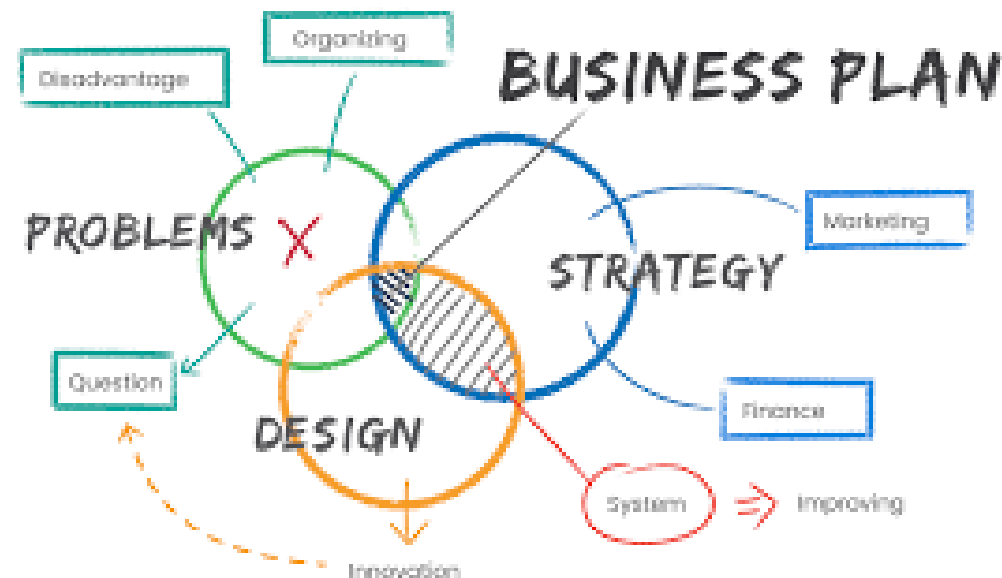 Organizing
Disadvantage
BUSINESS PLAN
PROBLEMS
X
Marketing
STRATEGY
Question
Finance
DESIGN
System
Improving
Innovation